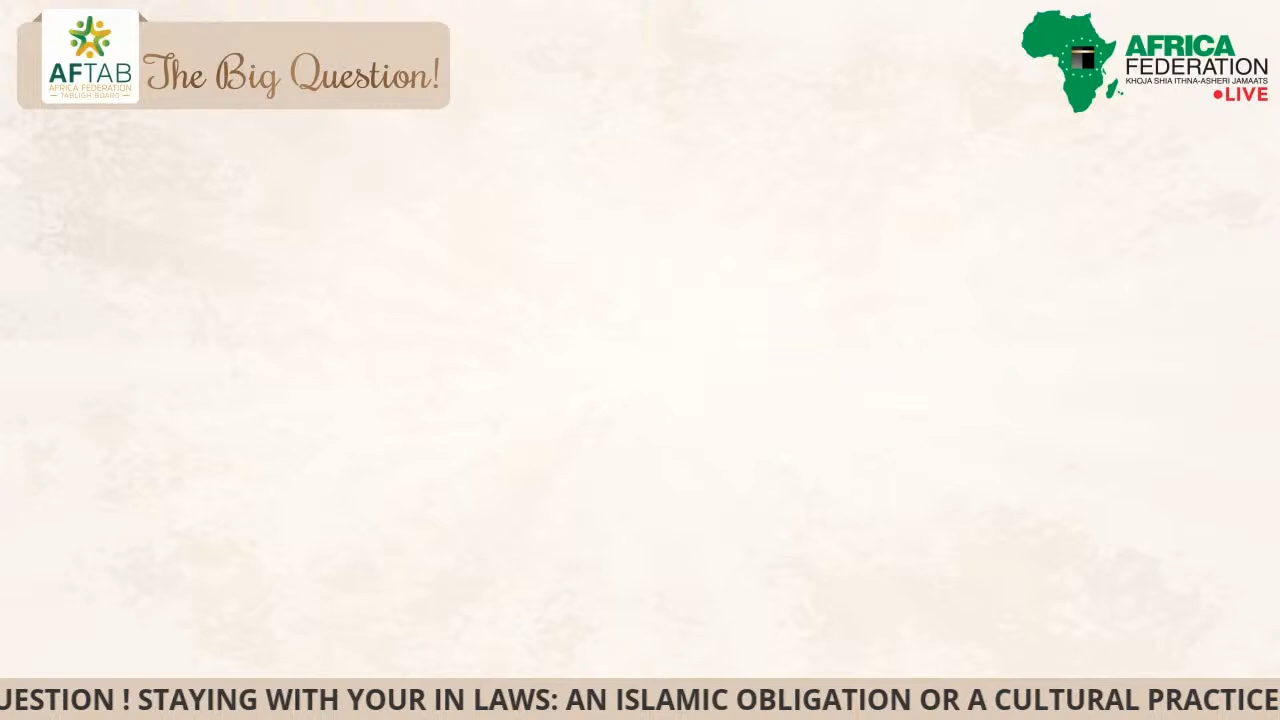 AFTAB
AFRICA FEDERATION
TABLIGH BOARD
The Big Question!
AFRICA
FEDERATION
KHOJA SHIA ITHNA-ASHERI JAMAATS
LIVE
UESTION ! STAYING WITH YOUR IN LAWS: AN ISLAMIC OBLIGATION OR A CULTURAL PRACTICE